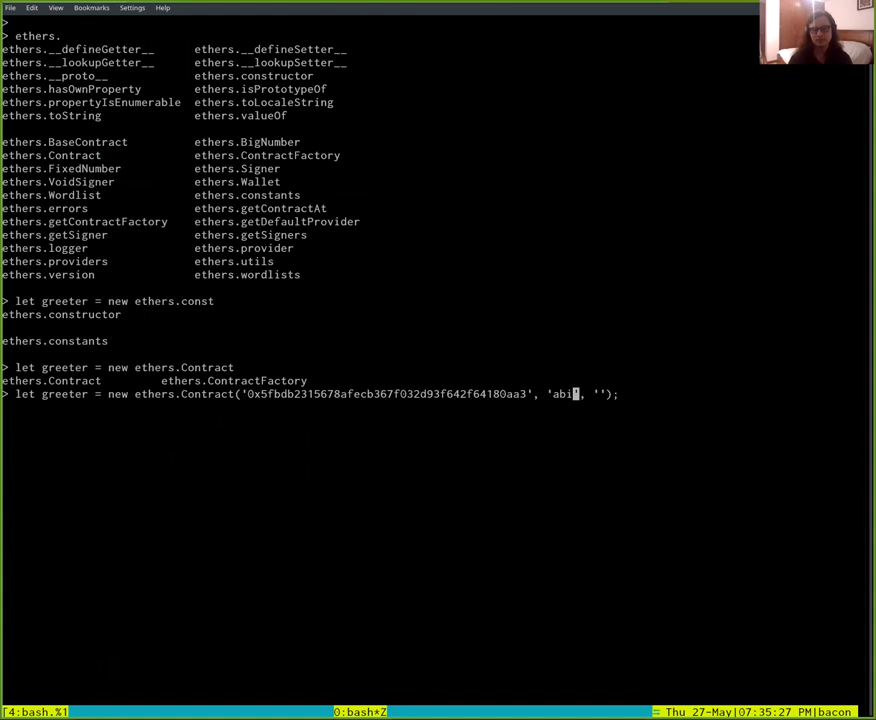 File Edit View Bookmarks Settings Help
>
> ethers.
ethers.__defineGetter__ ethers.__defineSetter__
ethers.__lookupGetter__ ethers.__lookupSetter__
ethers.__proto__ ethers.constructor
ethers.hasOwnProperty ethers.isPrototypeOf
ethers.propertyIsEnumerable ethers.toLocaleString
ethers.toString ethers.valueOf
ethers.BaseContract ethers.BigNumber
ethers.Contract ethers.ContractFactory
ethers.FixedNumber ethers.Signer
ethers.VoidSigner ethers.Wallet
ethers.Wordlist ethers.constants
ethers.errors ethers.getContractAt
ethers.getContractFactory ethers.getDefaultProvider
ethers.getSigner ethers.getSigners
ethers.logger ethers.provider
ethers.providers ethers.utils
ethers.version ethers.wordlists
> let greeter = new ethers.const
ethers.constructor
ethers.constants
> let greeter = new ethers.Contract
ethers.Contract ethers.ContractFactory
> let greeter = new ethers.Contract('0x5fbdb2315678afecb367f032d93f642f64180aa3', 'abi', '');
[4:bash.%1 0:bash*Z = Thu 27-May|07:35:27 PM|bacon